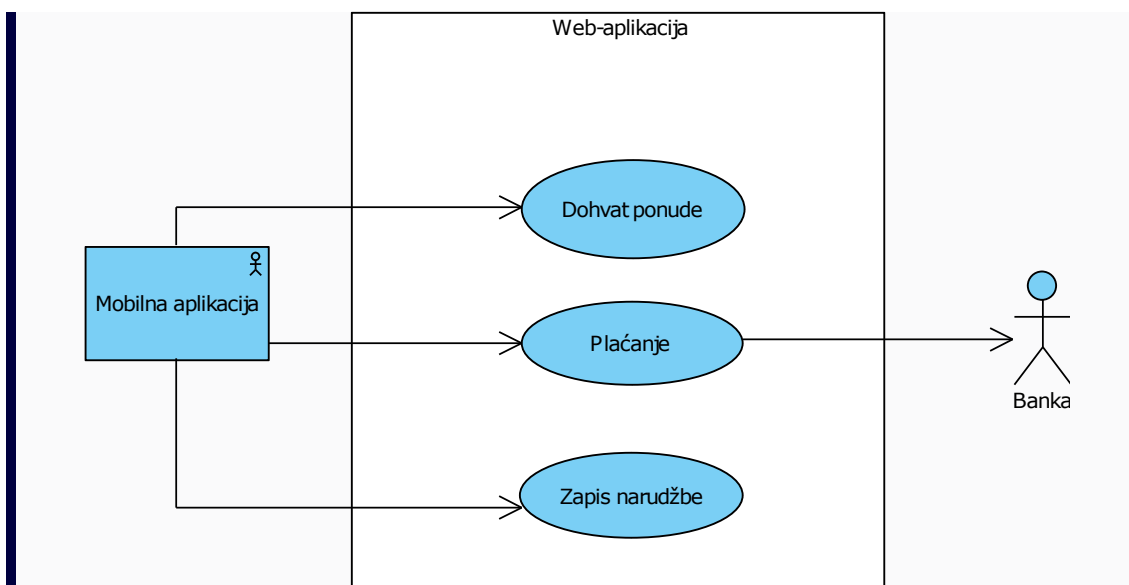 Web-aplikacija
Dohvat ponude
Mobilna aplikacija
Plaćanje
Banka
Zapis narudžbe